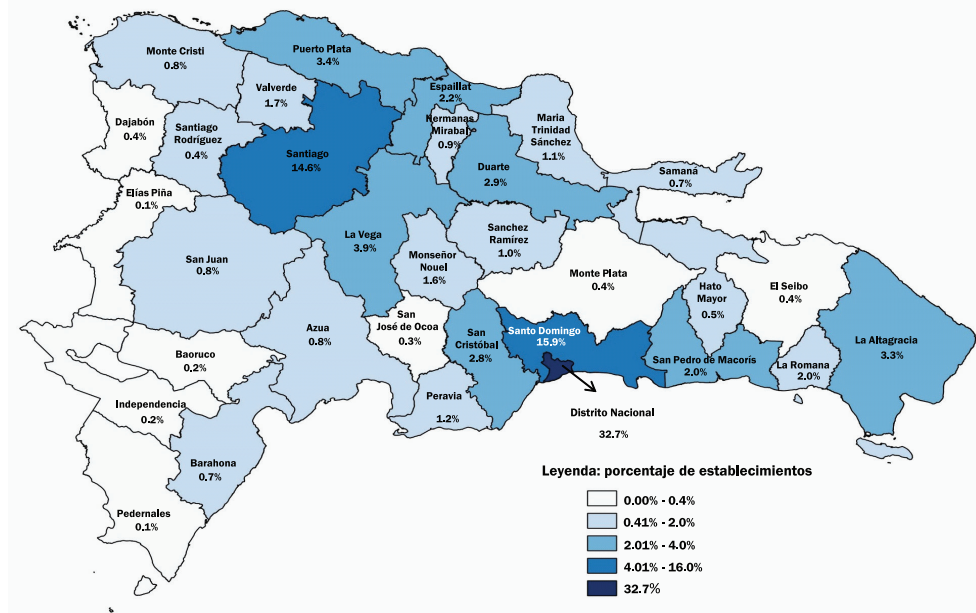 Monte Cristi
0.8%
Puerto Plata
3.4%
Valverde
1.7%
Espaillat
2.2%
Dajabón
0.4%
Santiago
Rodríguez
0.4%
Santiago
14.6%
Hermanas
Mirabal
0.9%
Maria
Trinidad
Sánchez
1.1%
Duarte
2.9%
Samaná
0.7%
Elías Piña
0.1%
San Juan
0.8%
La Vega
3.9%
Monseñor
Nouel
1.6%
Sanchez
Ramírez
1.0%
Monte Plata
0.4%
Hato
Mayor
0.5%
El Seibo
0.4%
La Altagracia
3.3%
Azua
0.8%
San
José de Ocoa
0.3%
San
Cristóbal
2.8%
Santo Domingo
15.9%
San Pedro de Macorís
2.0%
La Romana
2.0%
Baoruco
0.2%
Independencia
0.2%
Peravia
1.2%
Distrito Nacional
32.7%
Barahona
0.7%
Pedernales
0.1%
Leyenda: porcentaje de establecimientos
0.00% - 0.4%
0.41% - 2.0%
2.01% - 4.0%
4.01% - 16.0%
32.7%